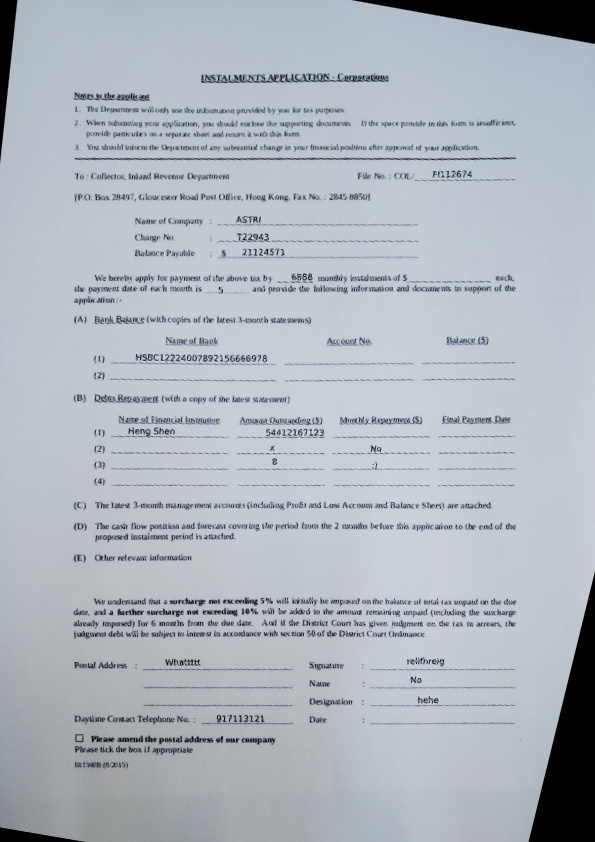 INSTALMENTS APPLICATION - Corporations
Notes to the applicant
1. The Department will only use the information provided by you for tax purposes.
2. When submitting your application, you should enclose the supporting documents. If the space provide in this form is insufficient,
provide particulars on a separate sheet and return it with this form.
3. You should inform the Department of any substantial change in your financial position after approval of your application.
To : Collector, Inland Revenue Department File No. : COL/ Ff112674
[P.O. Box 28497, Gloucester Road Post Office, Hong Kong. Fax No. : 2845 8850]
Name of Company : ASTRI
Charge No. : T22943
Balance Payable : $ 21124571
We hereby apply for payment of the above tax by 6888 monthly instalments of $ each,
the payment date of each month is 5 and provide the following information and documents in support of the
application :-
(A) Bank Balance (with copies of the latest 3-month statements)
Name of Bank Account No. Balance ($)
(1) HSBC12224007892156666978
(2)
(B) Debts Repayment (with a copy of the latest statement)
Name of Financial Institution Amount Outstanding ($) Monthly Repayment ($) Final Payment Date
(1) Heng Shen 54412167123
(2) x No
(3) 8 :)
(4)
(C) The latest 3-month management accounts (including Profit and Loss Account and Balance Sheet) are attached.
(D) The cash flow position and forecast covering the period from the 2 months before this application to the end of the
proposed instalment period is attached.
(E) Other relevant information
We understand that a surcharge not exceeding 5% will initially be imposed on the balance of total tax unpaid on the due
date, and a further surcharge not exceeding 10% will be added to the amount remaining unpaid (including the surcharge
already imposed) for 6 months from the due date. And if the District Court has given judgment on the tax in arrears, the
judgment debt will be subject to interest in accordance with section 50 of the District Court Ordinance.
Postal Address : Whattttt Signature : relifhreig
Name : No
Designation : hehe
Daytime Contact Telephone No. : 917113121 Date :
☐ Please amend the postal address of our company
Please tick the box if appropriate
(8/2015)